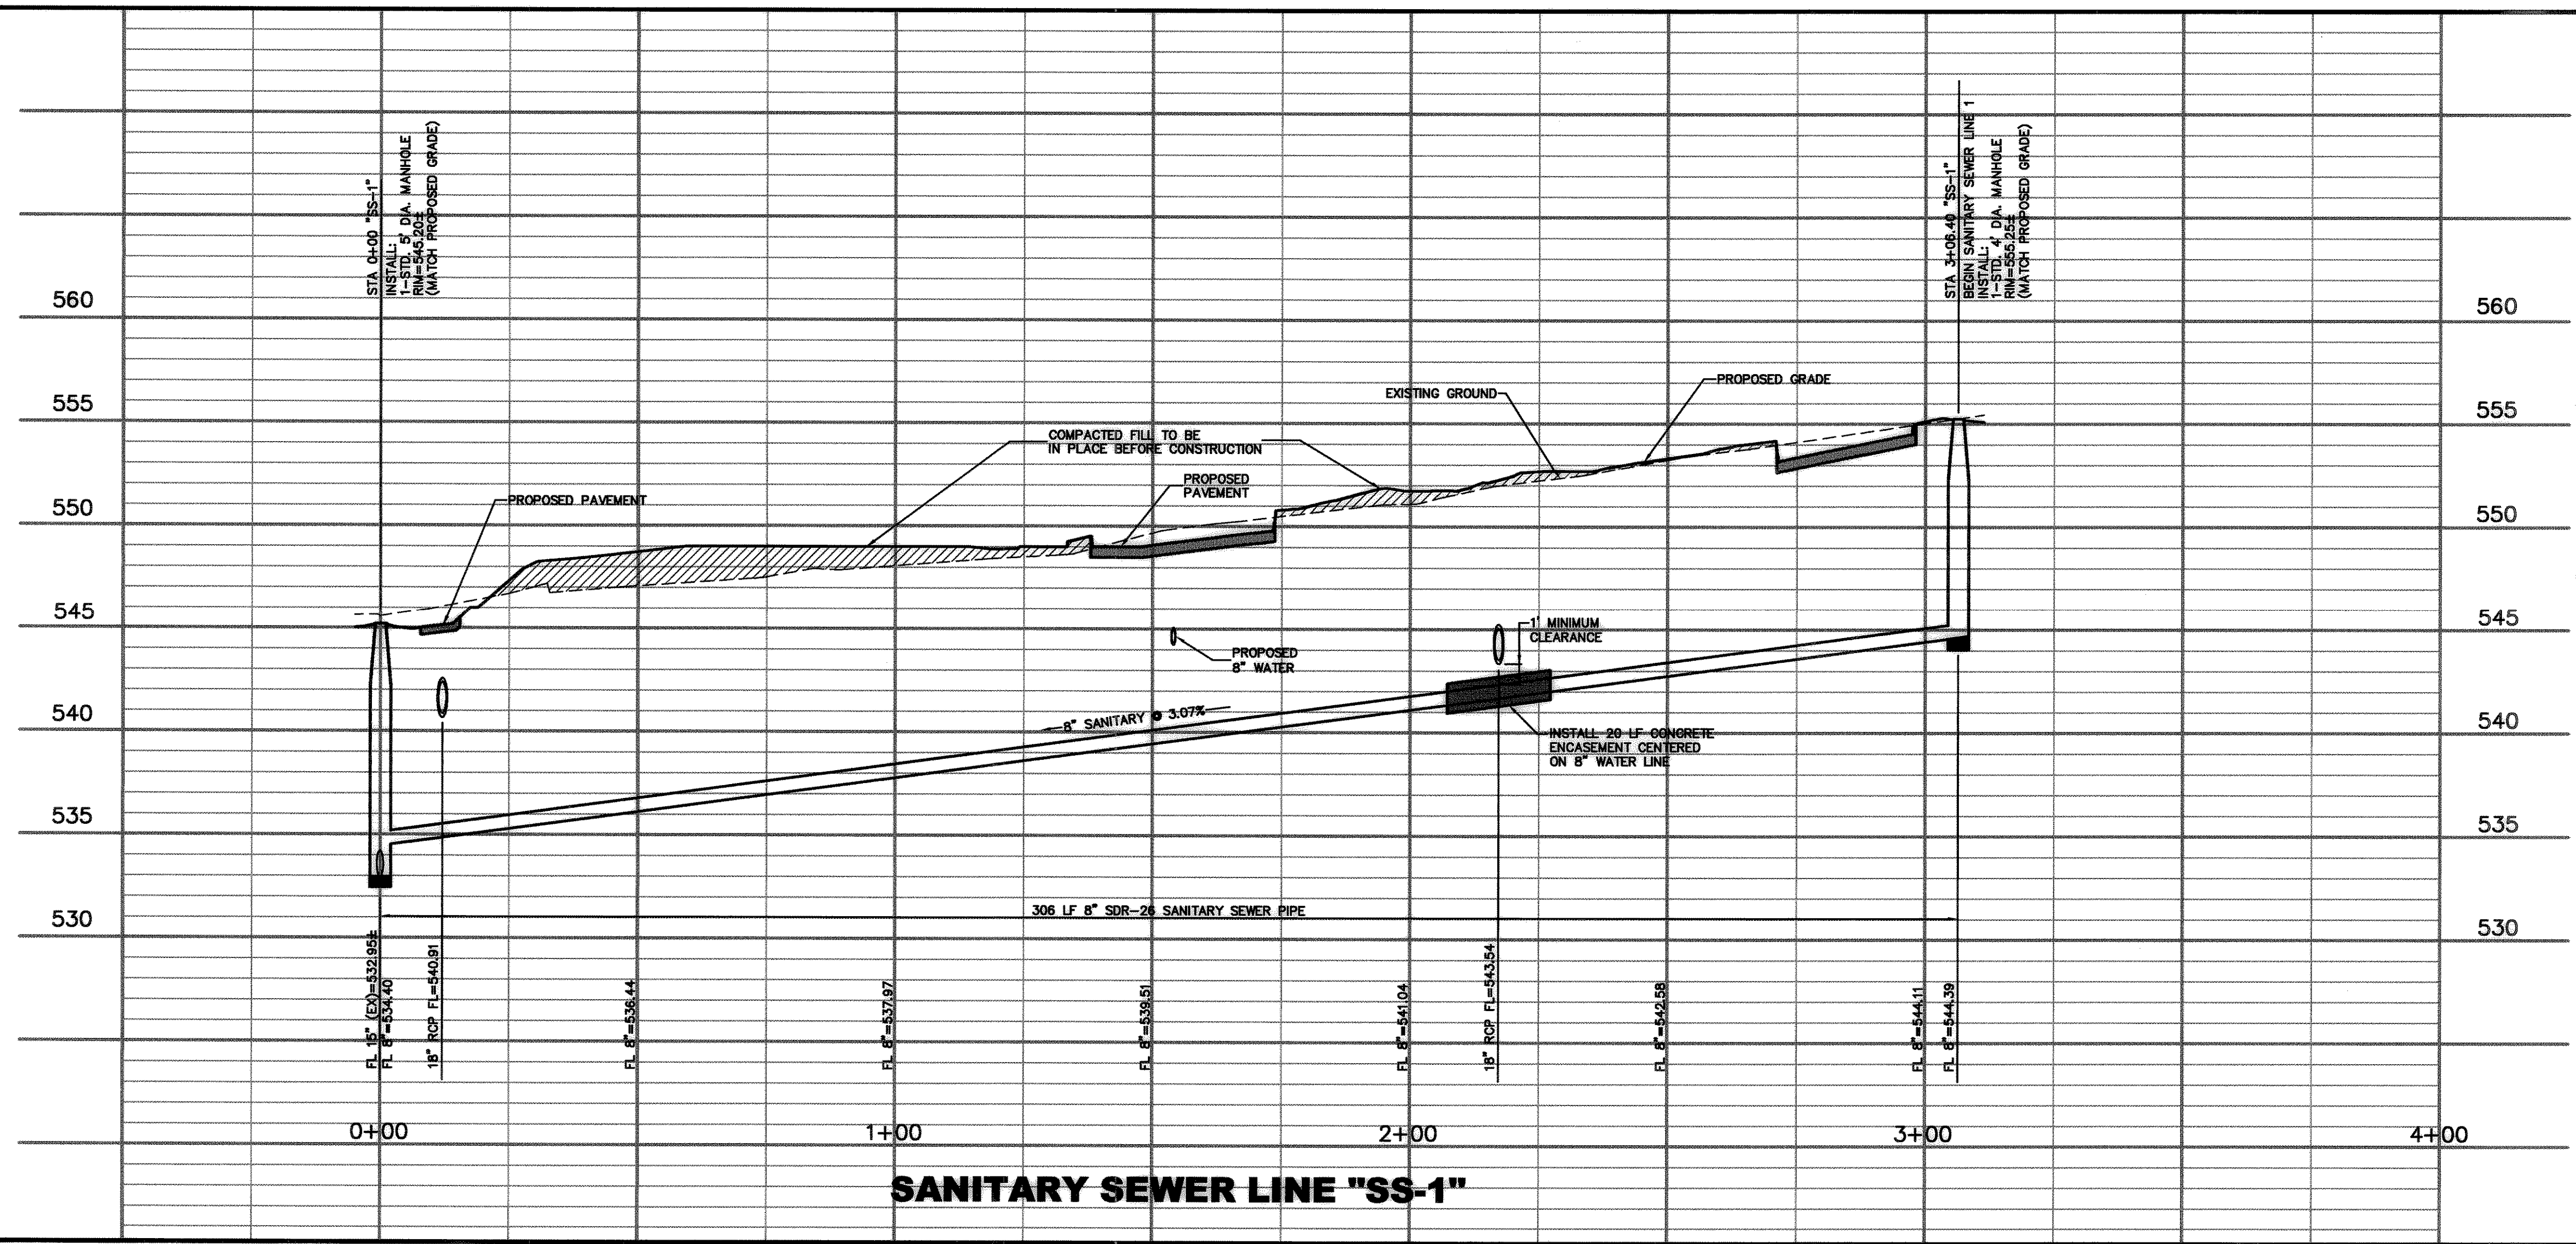 STA 0+00 "SS-1"
INSTALL:
1-STD. 5' DIA. MANHOLE
RIM=545.20±
(MATCH PROPOSED GRADE)
STA 3+06.40 "SS-1"
BEGIN SANITARY SEWER LINE 1
INSTALL:
1-STD. 4' DIA. MANHOLE
RIM=555.25±
(MATCH PROPOSED GRADE)
560
560
555
555
550
550
545
545
540
540
535
535
530
530
PROPOSED GRADE
EXISTING GROUND
COMPACTED FILL TO BE
IN PLACE BEFORE CONSTRUCTION
PROPOSED PAVEMENT
PROPOSED
PAVEMENT
1' MINIMUM
CLEARANCE
PROPOSED
8" WATER
8" SANITARY @ 3.07%
INSTALL 20 LF CONCRETE
ENCASEMENT CENTERED
ON 8" WATER LINE
306 LF 8" SDR-26 SANITARY SEWER PIPE
FL 15" (EX)=532.95±
FL 8"=534.40
18" RCP FL=540.91
FL 8"=536.44
FL 8"=537.97
FL 8"=539.51
FL 8"=541.04
18" RCP FL=543.54
FL 8"=542.58
FL 8"=544.11
FL 8"=544.39
0+00
1+00
2+00
3+00
4+00
SANITARY SEWER LINE "SS-1"